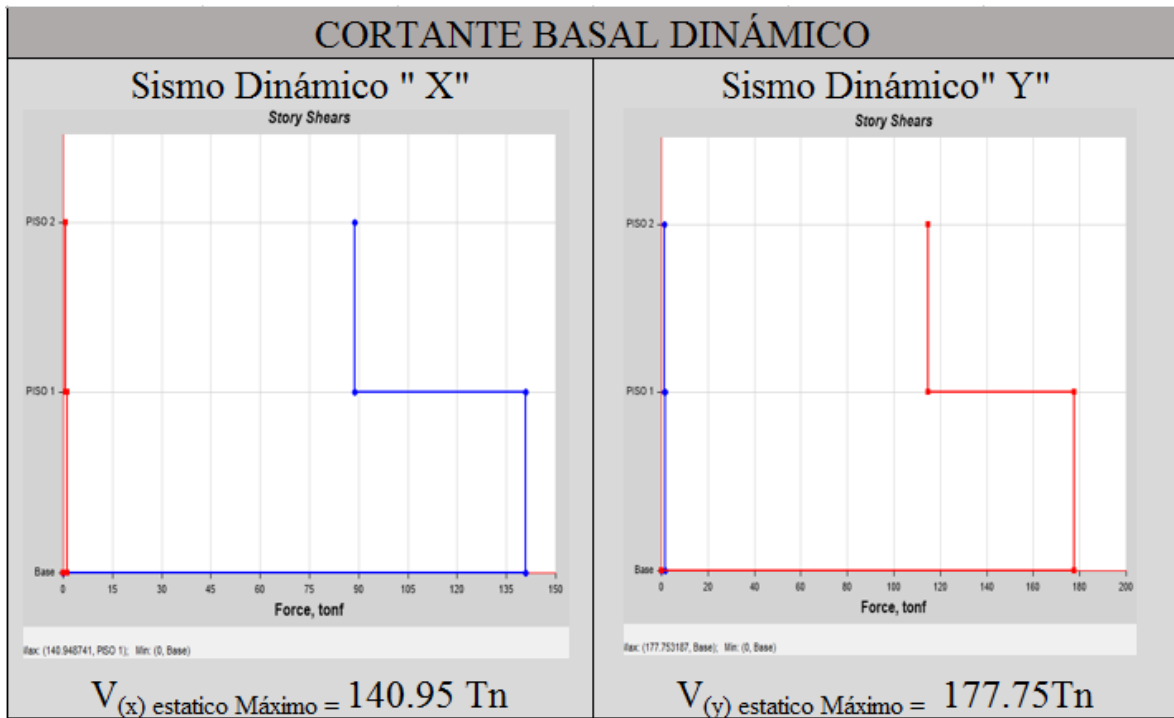 CORTANTE BASAL DINÁMICO
Sismo Dinámico " X"
Story Shears
PISO 2
PISO 1
Base
0 15 30 45 60 75 90 105 120 135 150
Force, tonf
Max: (140.948741, PISO 1); Min: (0, Base)
V(x) estatico Máximo = 140.95 Tn
Sismo Dinámico" Y"
Story Shears
PISO 2
PISO 1
Base
0 20 40 60 80 100 120 140 160 180 200
Force, tonf
Max: (177.753187, Base); Min: (0, Base)
V(y) estatico Máximo = 177.75Tn